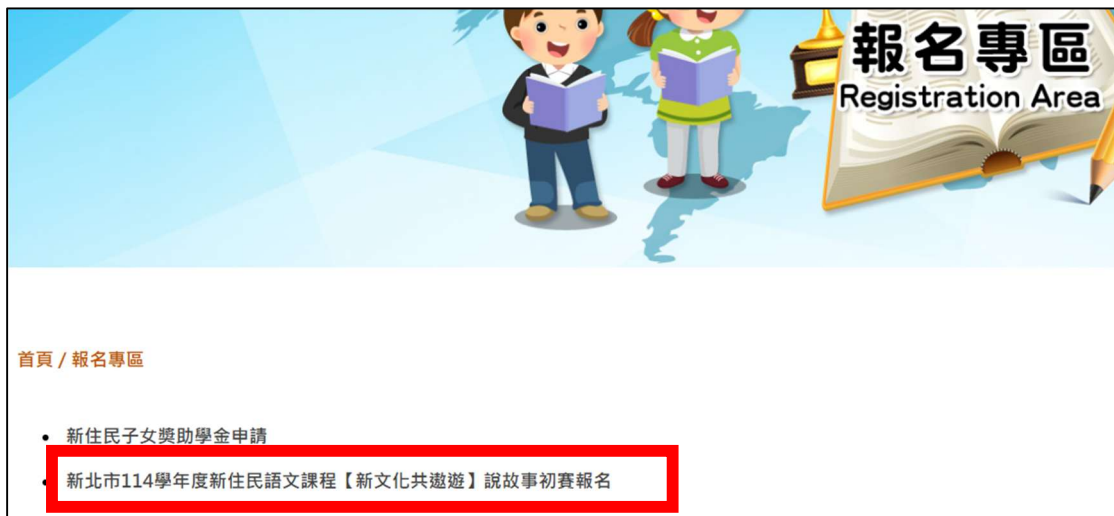 報名專區
Registration Area
首頁 / 報名專區
新住民子女獎助學金申請
新北市114學年度新住民語文課程【新文化共遨遊】說故事初賽報名